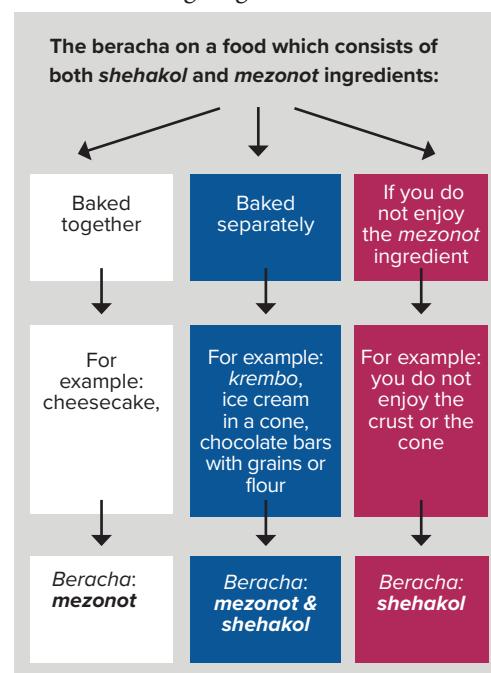 The beracha on a food which consists of
both shehakol and mezonot ingredients:
Baked
together
Baked
separately
If you do
not enjoy
the mezonot
ingredient
For
example:
cheesecake,
For example:
krembo,
ice cream
in a cone,
chocolate bars
with grains or
flour
For example:
you do not
enjoy the
crust or the
cone
Beracha:
mezonot
Beracha:
mezonot &
shehakol
Beracha:
shehakol